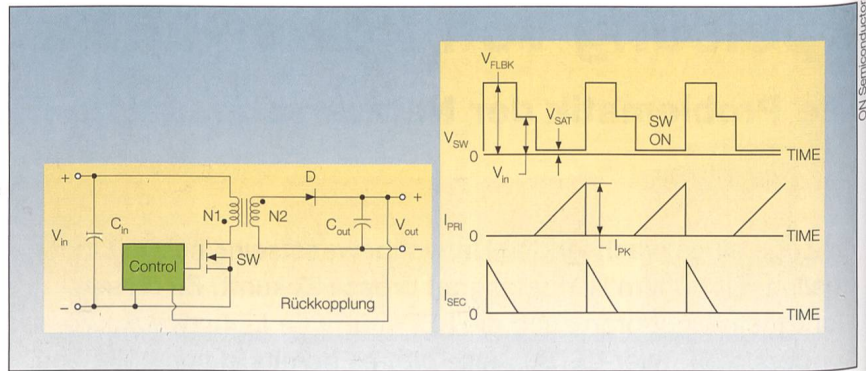 ON Semiconductor
V_FLBK
V_SAT
SW
ON
V_SW
0
TIME
V_in
I_PRI
0
TIME
I_PK
I_SEC
0
TIME
+
D
+
N1
N2
V_in
C_in
C_out
V_out
Control
SW
−
−
Rückkopplung